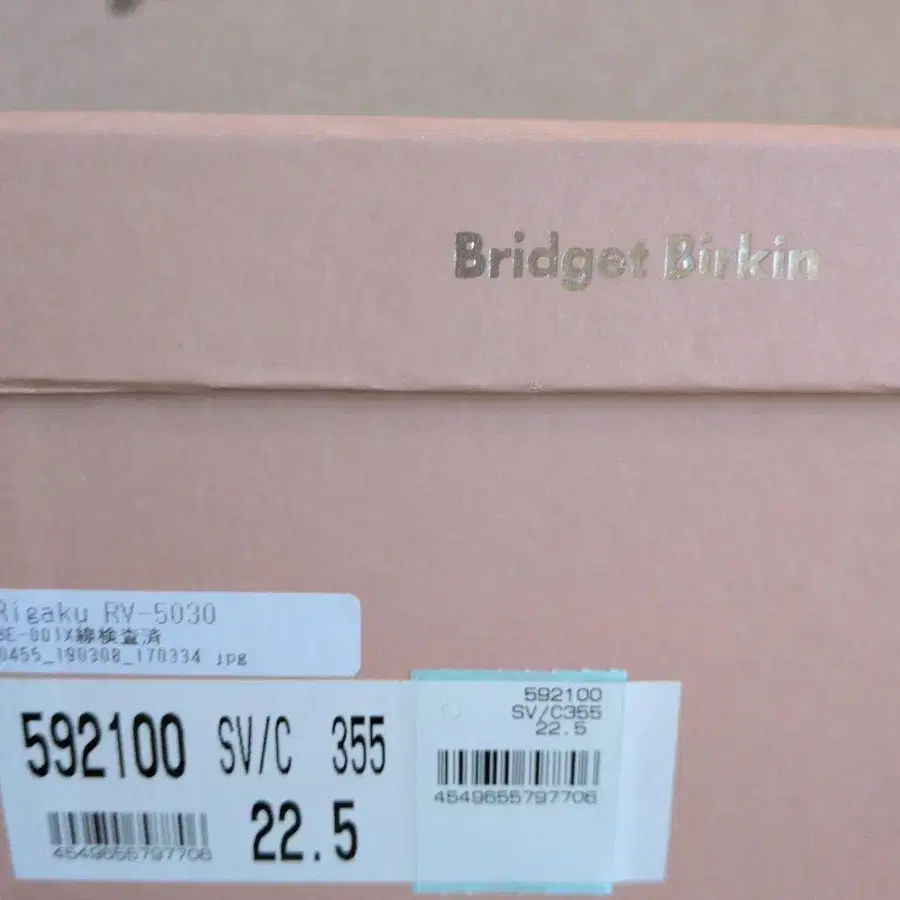 Bridget Birkin
Rigaku RV-5030
BE-001X線検査済
0455_190308_170334 jpg
592100 SV/C 355
22.5
4549655797706
592100
SV/C355
22.5
4549655797706